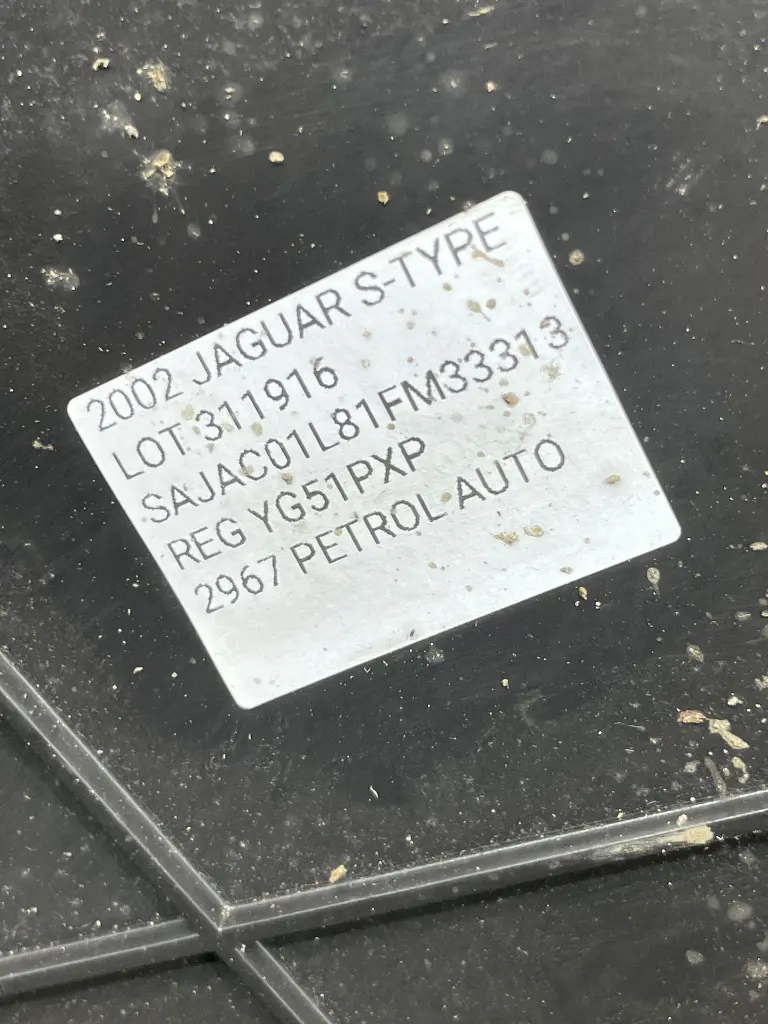 2002 JAGUAR S-TYPE
LOT 311916
SAJAC01L81FM33313
REG YG51PXP
2967 PETROL AUTO